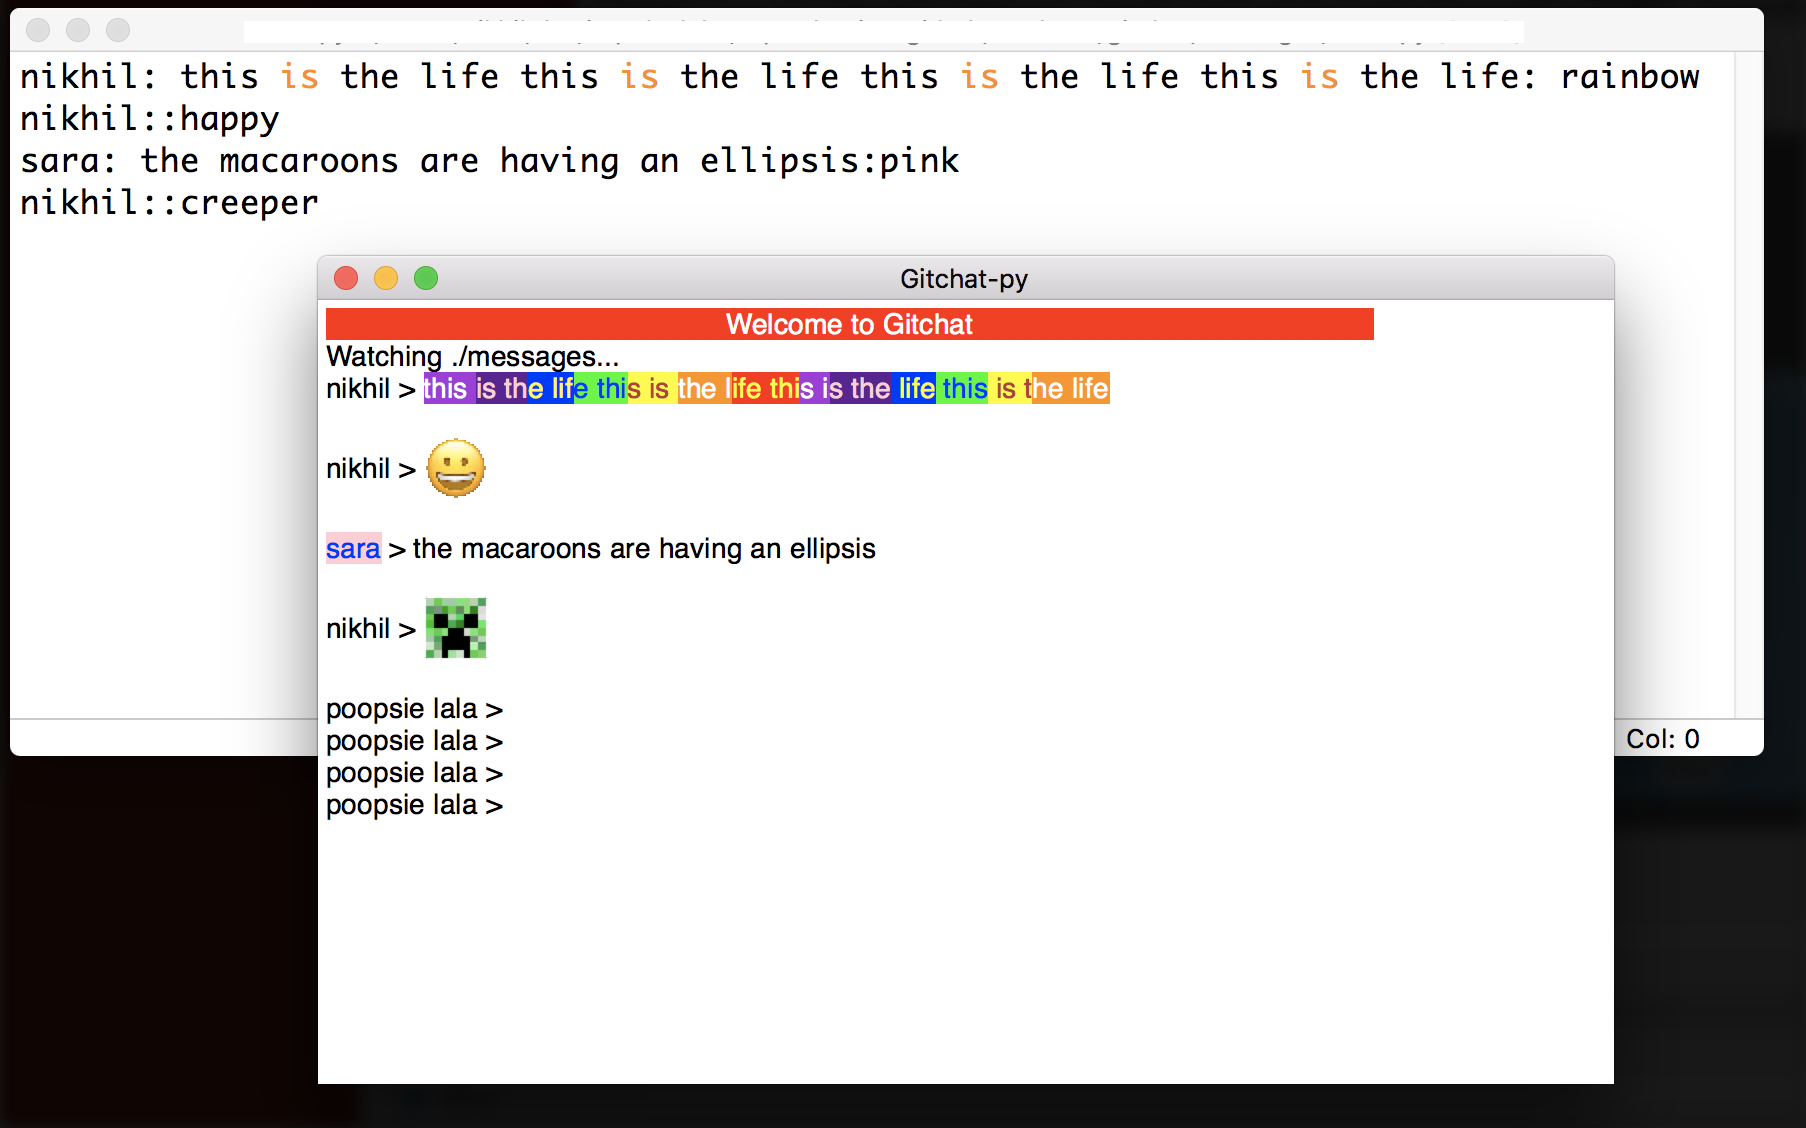 nikhil: this is the life this is the life this is the life this is the life: rainbow
nikhil::happy
sara: the macaroons are having an ellipsis:pink
nikhil::creeper
Col: 0
Gitchat-py
Welcome to Gitchat
Watching ./messages...
nikhil > this is the life this is the life this is the life this is the life
nikhil >
sara > the macaroons are having an ellipsis
nikhil >
poopsie lala >
poopsie lala >
poopsie lala >
poopsie lala >